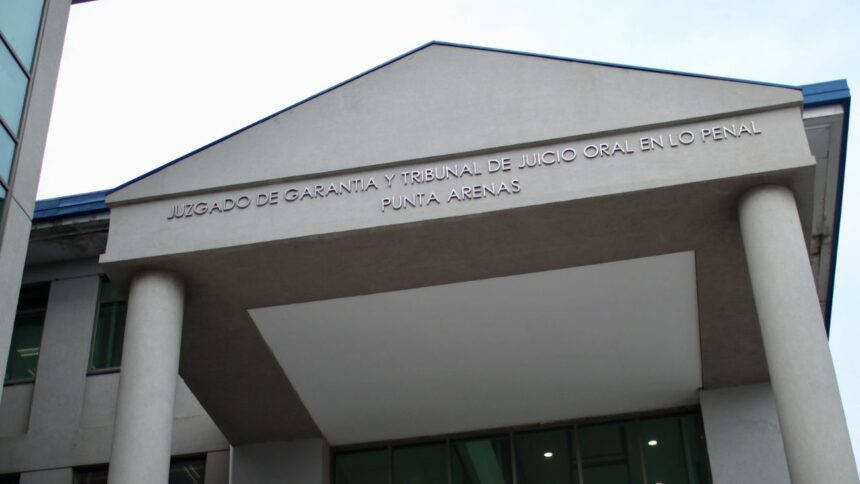 JUZGADO DE GARANTIA Y TRIBUNAL DE JUICIO ORAL EN LO PENAL
PUNTA ARENAS